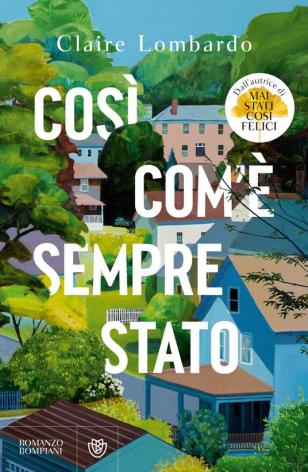 Claire Lombardo
Dall'autrice di
MAI
STATI
COSÌ
FELICI
COSÌ
COM'È
SEMPRE
STATO
ROMANZO
BOMPIANI